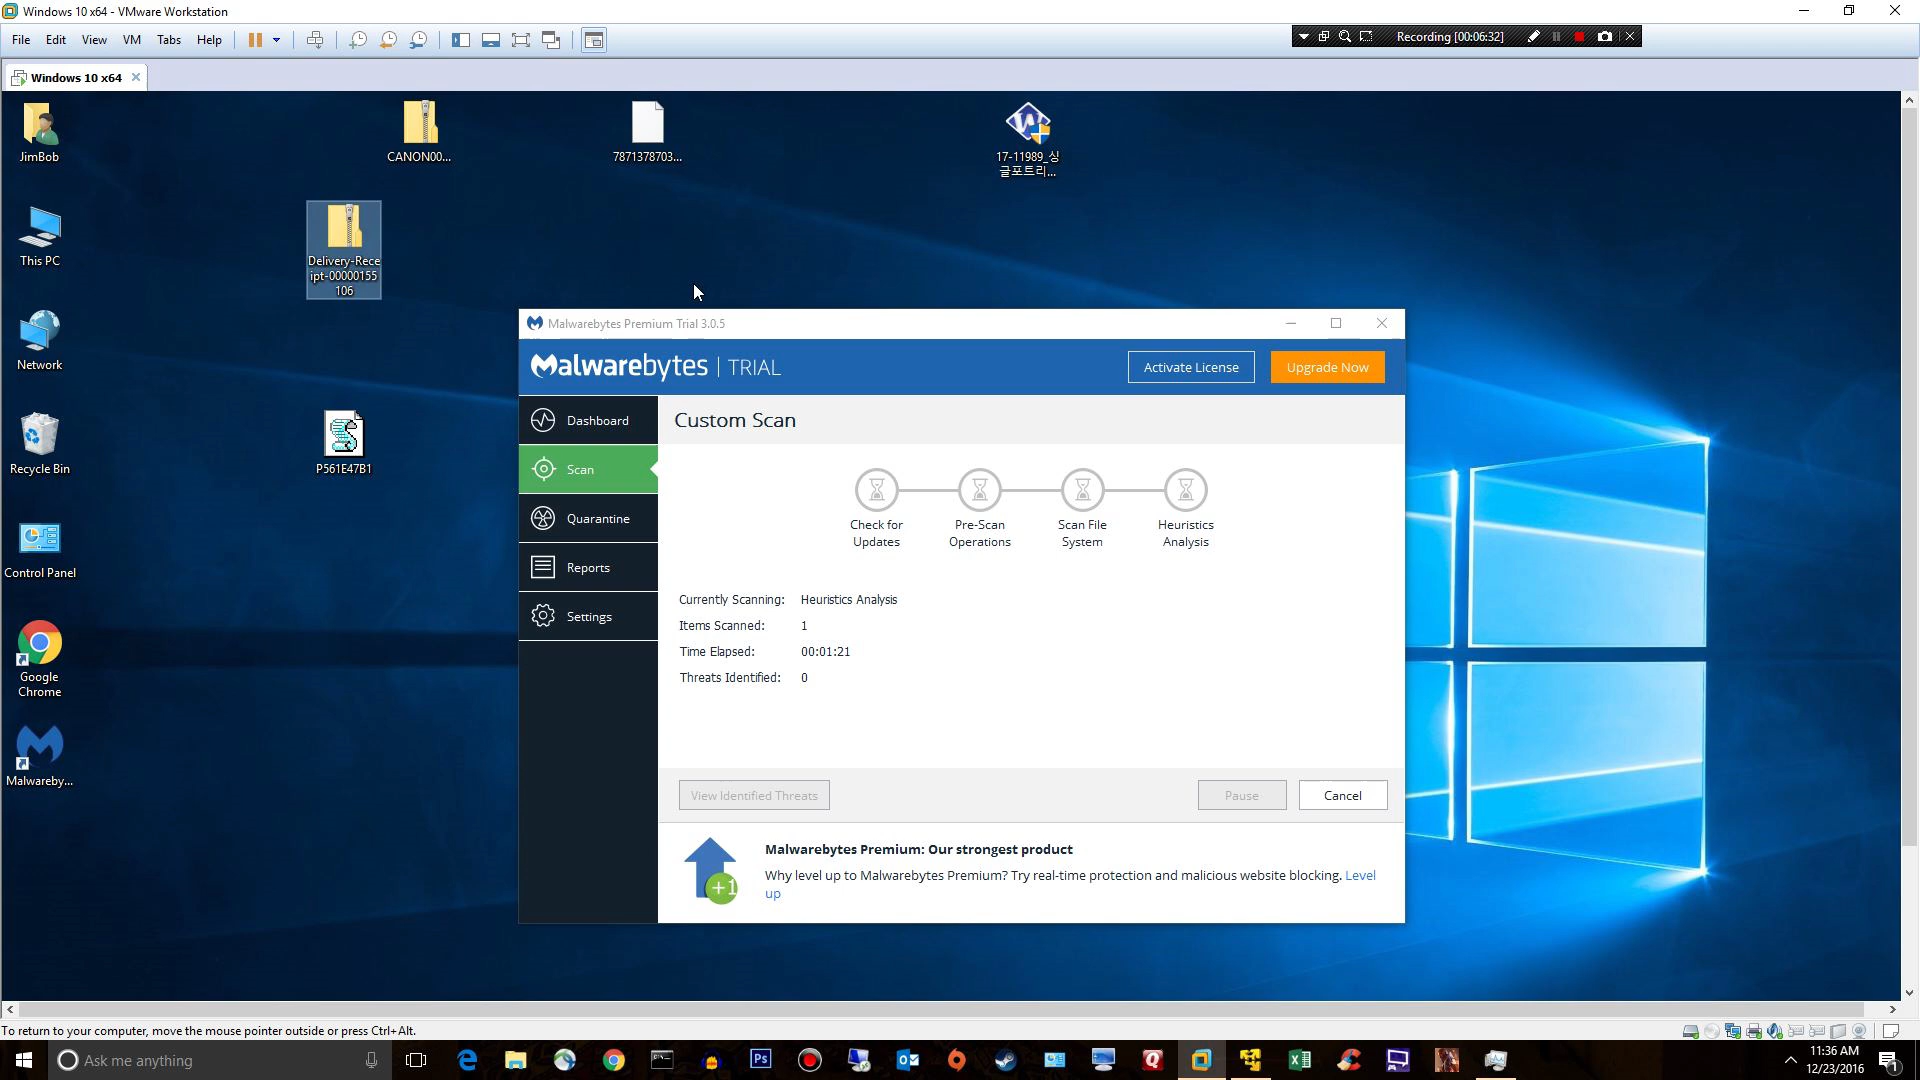 Windows 10 x64 - VMware Workstation
File Edit View VM Tabs Help
Recording [00:06:32]
Windows 10 x64
JimBob
CANON00...
7871378703...
17-11989_싱
글포트리...
This PC
Delivery-Rece
ipt-00000155
106
Network
Recycle Bin
P561E47B1
Control Panel
Google
Chrome
Malwareby...
Malwarebytes Premium Trial 3.0.5
Malwarebytes | TRIAL
Activate License
Upgrade Now
Dashboard
Scan
Quarantine
Reports
Settings
Custom Scan
Check for
Updates
Pre-Scan
Operations
Scan File
System
Heuristics
Analysis
Currently Scanning: Heuristics Analysis
Items Scanned: 1
Time Elapsed: 00:01:21
Threats Identified: 0
View Identified Threats
Pause
Cancel
+1
Malwarebytes Premium: Our strongest product
Why level up to Malwarebytes Premium? Try real-time protection and malicious website blocking. Level
up
To return to your computer, move the mouse pointer outside or press Ctrl+Alt.
Ask me anything
Ps
11:36 AM
12/23/2016
1